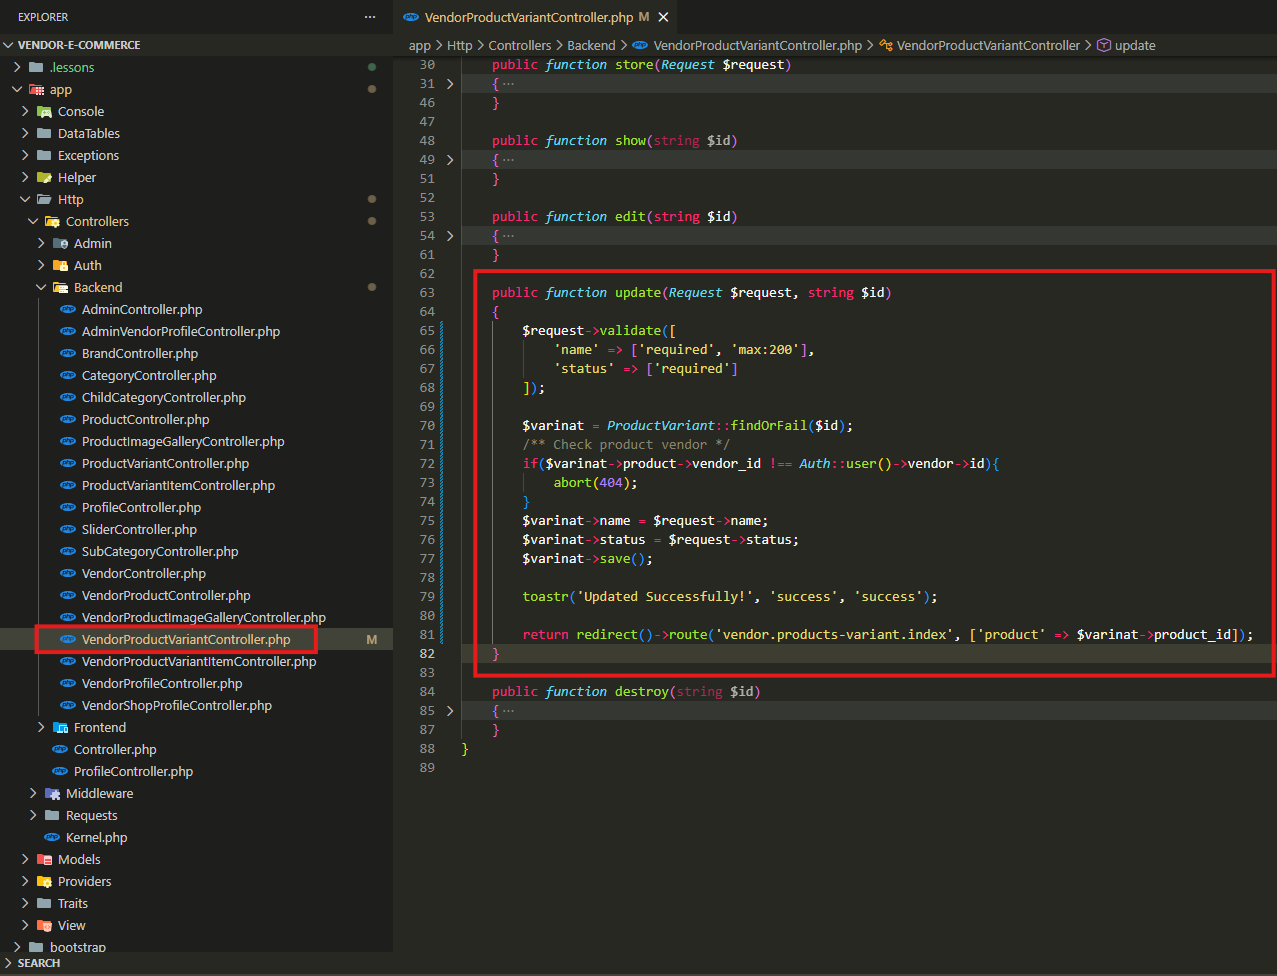 EXPLORER
VENDOR-E-COMMERCE
.lessons
app
Console
DataTables
Exceptions
Helper
Http
Controllers
Admin
Auth
Backend
AdminController.php
AdminVendorProfileController.php
BrandController.php
CategoryController.php
ChildCategoryController.php
ProductController.php
ProductImageGalleryController.php
ProductVariantController.php
ProductVariantItemController.php
ProfileController.php
SliderController.php
SubCategoryController.php
VendorController.php
VendorProductController.php
VendorProductImageGalleryController.php
VendorProductVariantController.php M
VendorProductVariantItemController.php
VendorProfileController.php
VendorShopProfileController.php
Frontend
Controller.php
ProfileController.php
Middleware
Requests
Kernel.php
Models
Providers
Traits
View
bootstrap
SEARCH
VendorProductVariantController.php M
app > Http > Controllers > Backend > VendorProductVariantController.php > VendorProductVariantController > update
30 public function store(Request $request)
31 { ···
46 }
47
48 public function show(string $id)
49 { ···
51 }
52
53 public function edit(string $id)
54 { ···
61 }
62
63 public function update(Request $request, string $id)
64 {
65 $request->validate([
66 'name' => ['required', 'max:200'],
67 'status' => ['required']
68 ]);
69
70 $varinat = ProductVariant::findOrFail($id);
71 /** Check product vendor */
72 if($varinat->product->vendor_id !== Auth::user()->vendor->id){
73 abort(404);
74 }
75 $varinat->name = $request->name;
76 $varinat->status = $request->status;
77 $varinat->save();
78
79 toastr('Updated Successfully!', 'success', 'success');
80
81 return redirect()->route('vendor.products-variant.index', ['product' => $varinat->product_id]);
82 }
83
84 public function destroy(string $id)
85 { ···
87 }
88 }
89